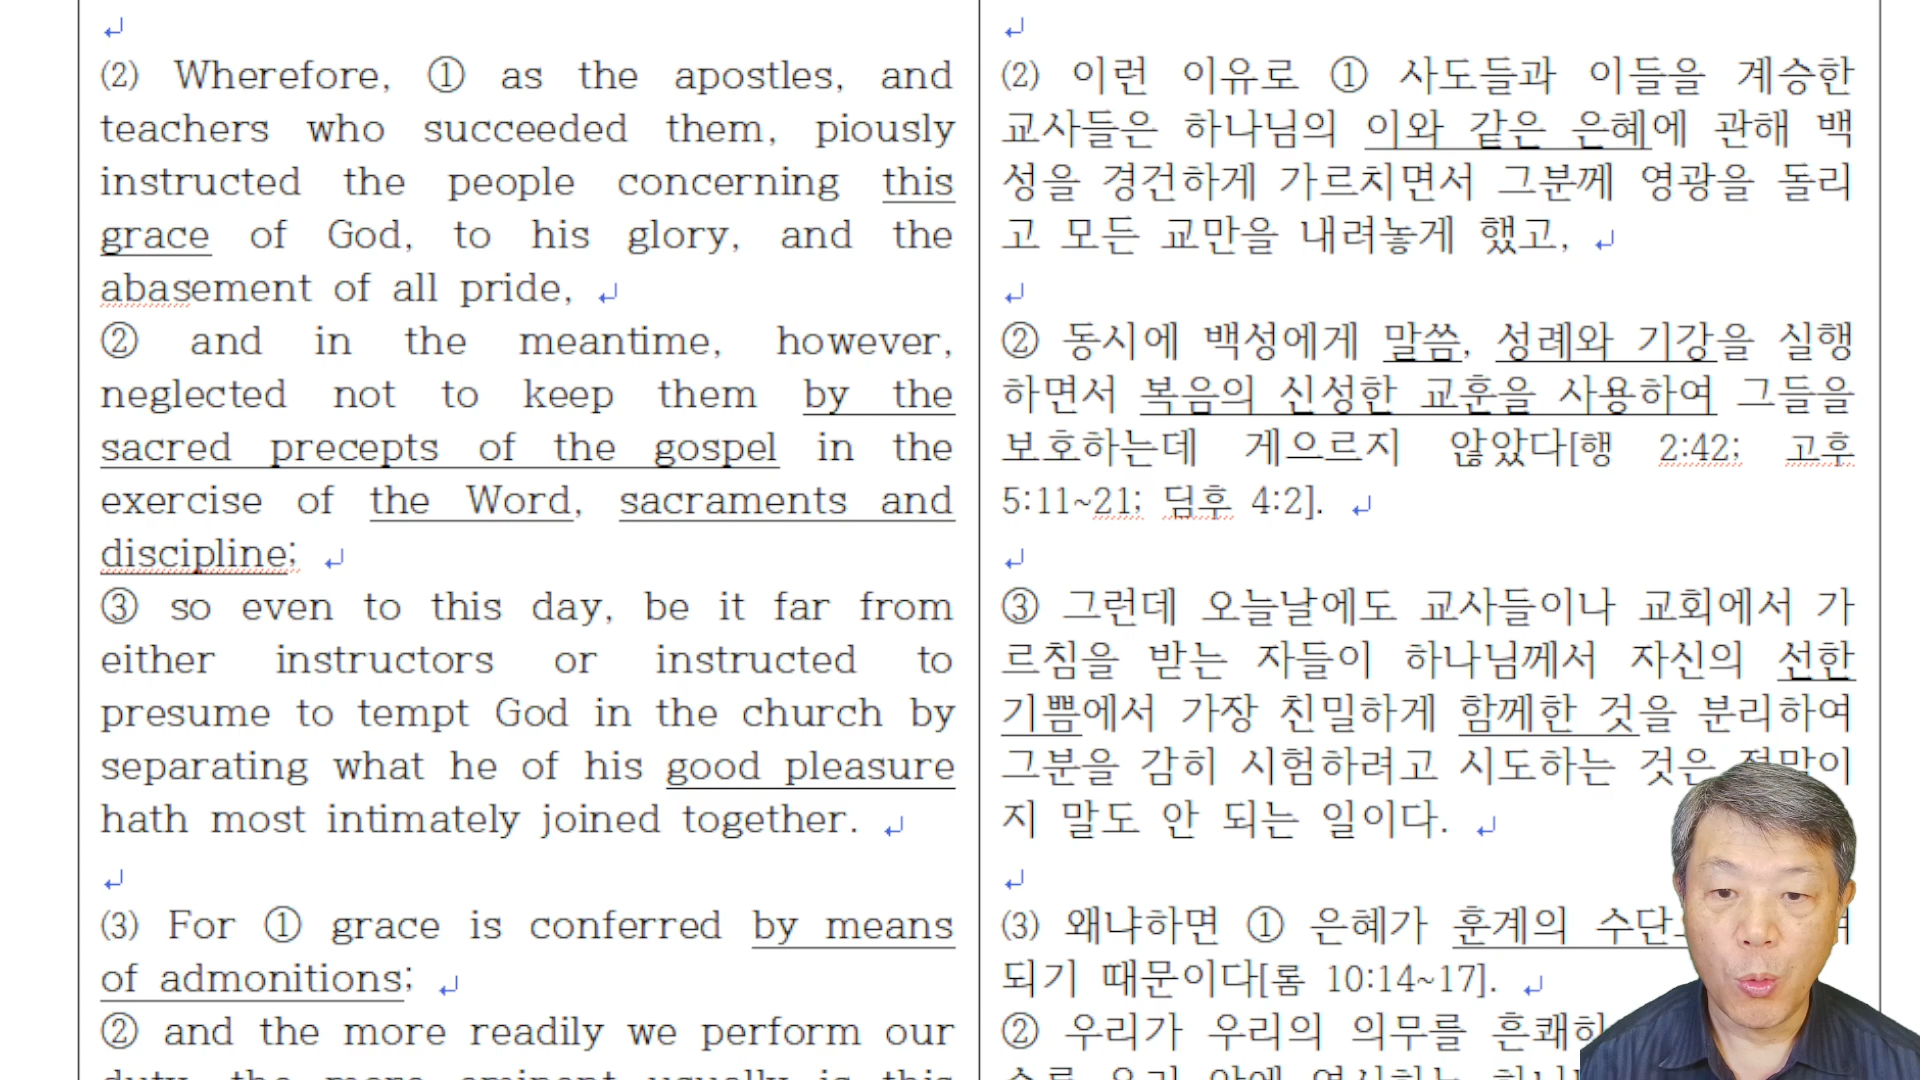 (2) Wherefore, ① as the apostles, and
teachers who succeeded them, piously
instructed the people concerning this
grace of God, to his glory, and the
abasement of all pride,
② and in the meantime, however,
neglected not to keep them by the
sacred precepts of the gospel in the
exercise of the Word, sacraments and
discipline;
③ so even to this day, be it far from
either instructors or instructed to
presume to tempt God in the church by
separating what he of his good pleasure
hath most intimately joined together.
(3) For ① grace is conferred by means
of admonitions;
② and the more readily we perform our
duty, the more eminent usually is this
(2) 이런 이유로 ① 사도들과 이들을 계승한
교사들은 하나님의 이와 같은 은혜에 관해 백
성을 경건하게 가르치면서 그분께 영광을 돌리
고 모든 교만을 내려놓게 했고,
② 동시에 백성에게 말씀, 성례와 기강을 실행
하면서 복음의 신성한 교훈을 사용하여 그들을
보호하는데 게으르지 않았다[행 2:42; 고후
5:11~21; 딤후 4:2].
③ 그런데 오늘날에도 교사들이나 교회에서 가
르침을 받는 자들이 하나님께서 자신의 선한
기쁨에서 가장 친밀하게 함께한 것을 분리하여
그분을 감히 시험하려고 시도하는 것은 정말이
지 말도 안 되는 일이다.
(3) 왜냐하면 ① 은혜가 훈계의 수단
되기 때문이다[롬 10:14~17].
② 우리가 우리의 의무를 흔쾌히